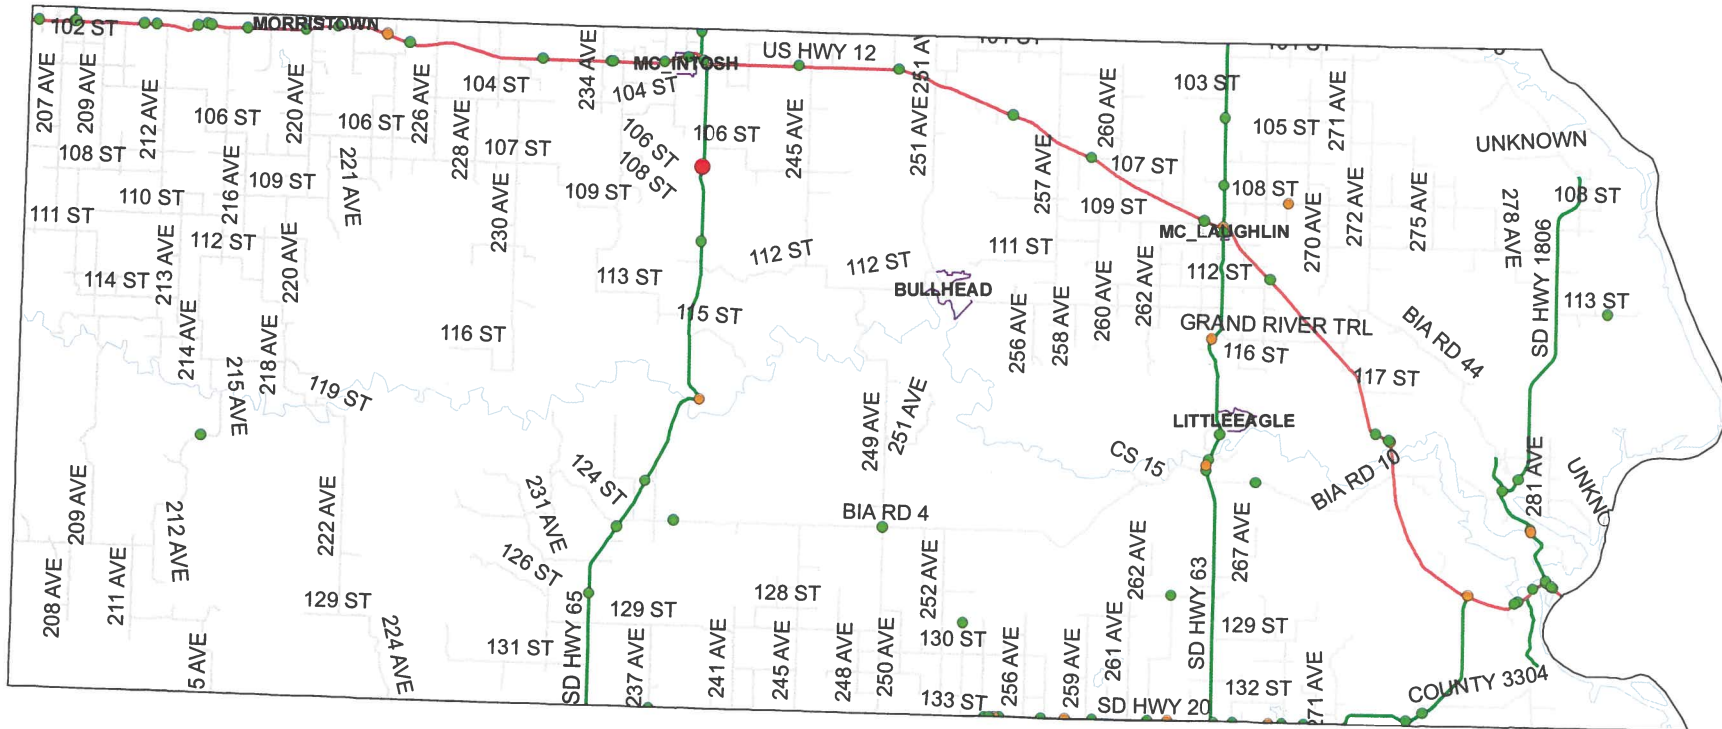 102 ST
MORRISTOWN
234 AVE
MC_INTOSH
US HWY 12
104 ST
104 ST
251 AVE
207 AVE
209 AVE
212 AVE
220 AVE
226 AVE
228 AVE
106 ST
106 ST
106 ST
106 ST
245 AVE
260 AVE
103 ST
105 ST
271 AVE
UNKNOWN
108 ST
107 ST
108 ST
107 ST
108 ST
108 ST
216 AVE
109 ST
221 AVE
110 ST
109 ST
257 AVE
109 ST
230 AVE
111 ST
112 ST
213 AVE
220 AVE
112 ST
112 ST
111 ST
MC_LAUGHLIN
270 AVE
272 AVE
275 AVE
278 AVE
SD HWY 1806
114 ST
113 ST
BULLHEAD
112 ST
113 ST
115 ST
256 AVE
258 AVE
260 AVE
262 AVE
GRAND RIVER TRL
BIA RD 44
214 AVE
218 AVE
116 ST
116 ST
117 ST
215 AVE
119 ST
249 AVE
251 AVE
LITTLEEAGLE
CS 15
BIA RD 10
281 AVE
209 AVE
212 AVE
222 AVE
231 AVE
124 ST
BIA RD 4
262 AVE
267 AVE
208 AVE
211 AVE
126 ST
129 ST
129 ST
128 ST
252 AVE
SD HWY 65
SD HWY 63
5 AVE
224 AVE
131 ST
237 AVE
241 AVE
245 AVE
248 AVE
250 AVE
130 ST
256 AVE
259 AVE
261 AVE
129 ST
133 ST
SD HWY 20
132 ST
271 AVE
COUNTY 3304
251 AV
UNKNO